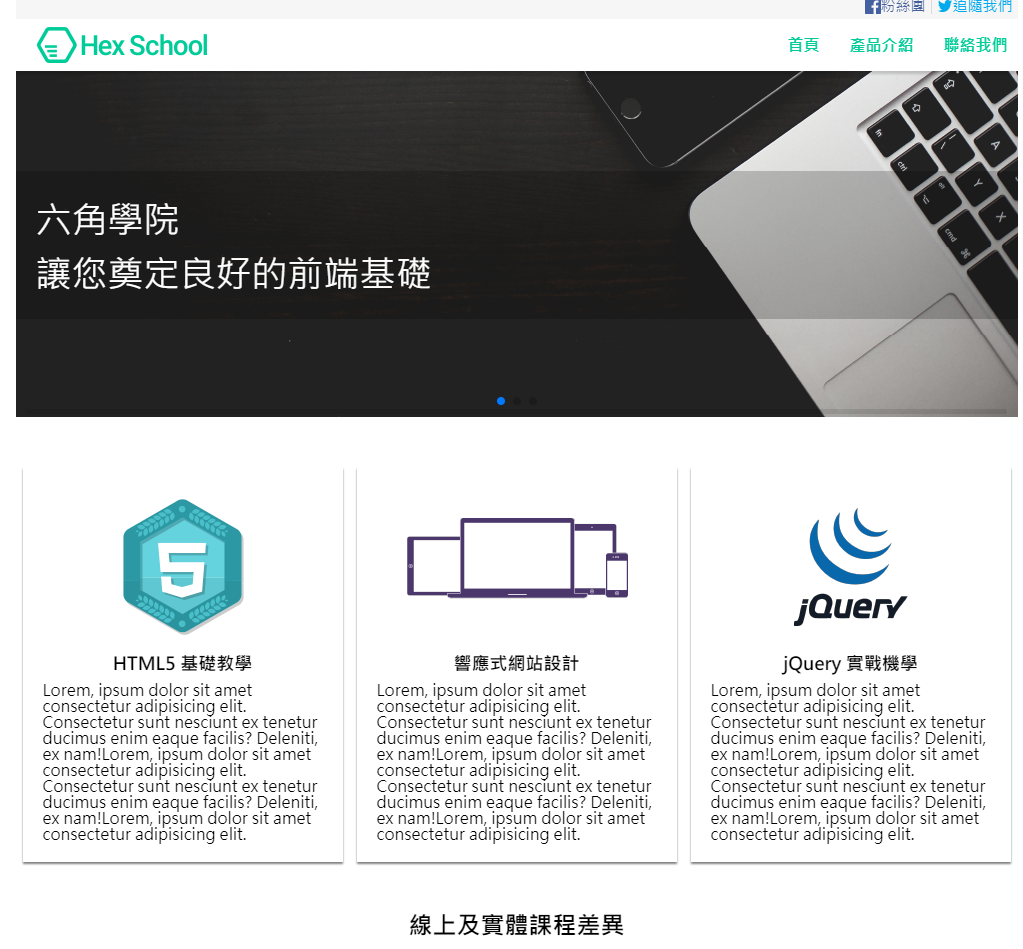 粉絲團 | 追隨我們
Hex School
首頁 產品介紹 聯絡我們
fn
ctrl
A
Y
X
cmd
⌘
六角學院
讓您奠定良好的前端基礎
5
HTML5 基礎教學
Lorem, ipsum dolor sit amet
consectetur adipisicing elit.
Consectetur sunt nesciunt ex tenetur
ducimus enim eaque facilis? Deleniti,
ex nam!Lorem, ipsum dolor sit amet
consectetur adipisicing elit.
Consectetur sunt nesciunt ex tenetur
ducimus enim eaque facilis? Deleniti,
ex nam!Lorem, ipsum dolor sit amet
consectetur adipisicing elit.
響應式網站設計
Lorem, ipsum dolor sit amet
consectetur adipisicing elit.
Consectetur sunt nesciunt ex tenetur
ducimus enim eaque facilis? Deleniti,
ex nam!Lorem, ipsum dolor sit amet
consectetur adipisicing elit.
Consectetur sunt nesciunt ex tenetur
ducimus enim eaque facilis? Deleniti,
ex nam!Lorem, ipsum dolor sit amet
consectetur adipisicing elit.
jQuery
jQuery 實戰機學
Lorem, ipsum dolor sit amet
consectetur adipisicing elit.
Consectetur sunt nesciunt ex tenetur
ducimus enim eaque facilis? Deleniti,
ex nam!Lorem, ipsum dolor sit amet
consectetur adipisicing elit.
Consectetur sunt nesciunt ex tenetur
ducimus enim eaque facilis? Deleniti,
ex nam!Lorem, ipsum dolor sit amet
consectetur adipisicing elit.
線上及實體課程差異